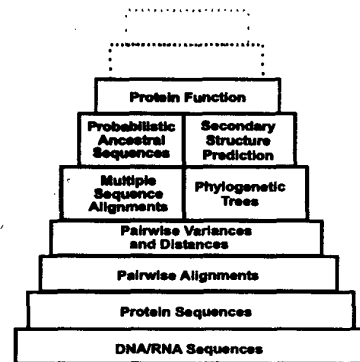 Protein Function
Probabilistic
Ancestral
Sequences
Secondary
Structure
Prediction
Multiple
Sequence
Alignments
Phylogenetic
Trees
Pairwise Variances
and Distances
Pairwise Alignments
Protein Sequences
DNA/RNA Sequences